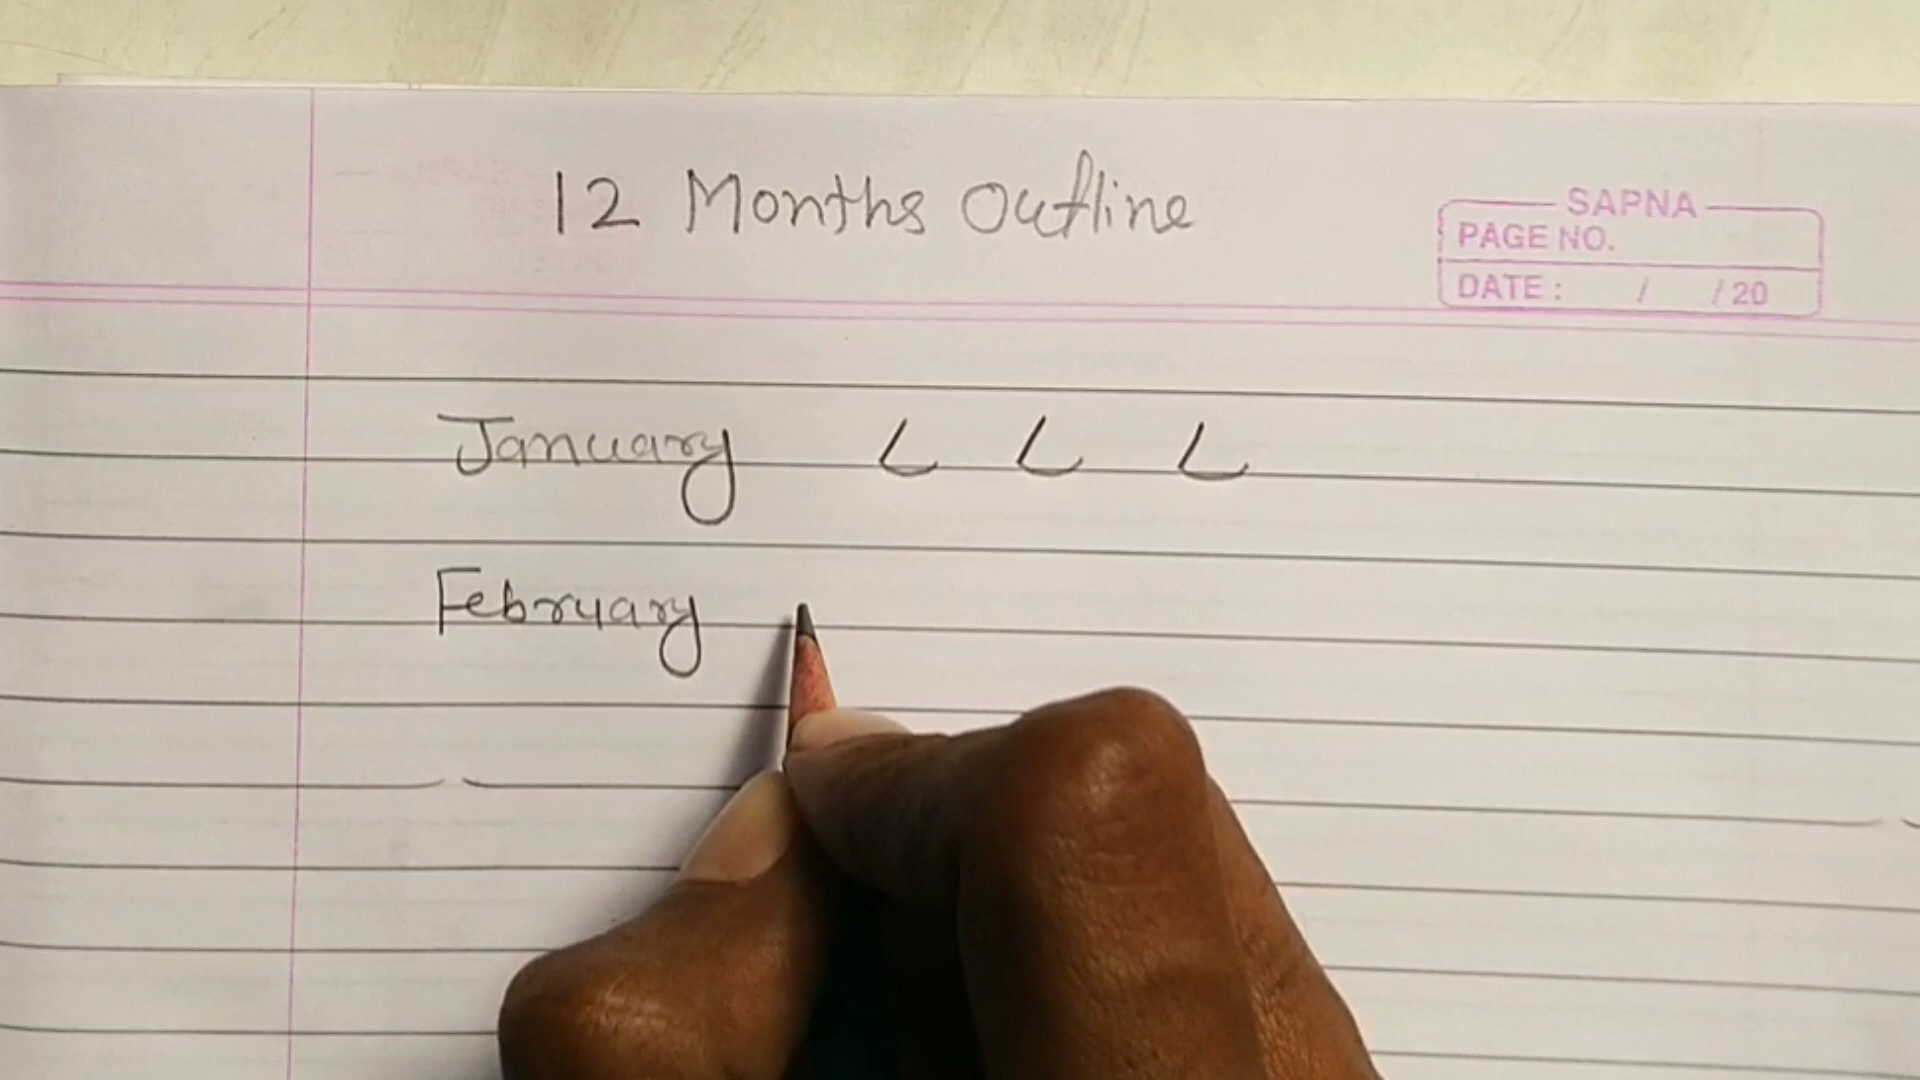 12 Months Outline
SAPNA
PAGE NO.
DATE : / / 20
January
February